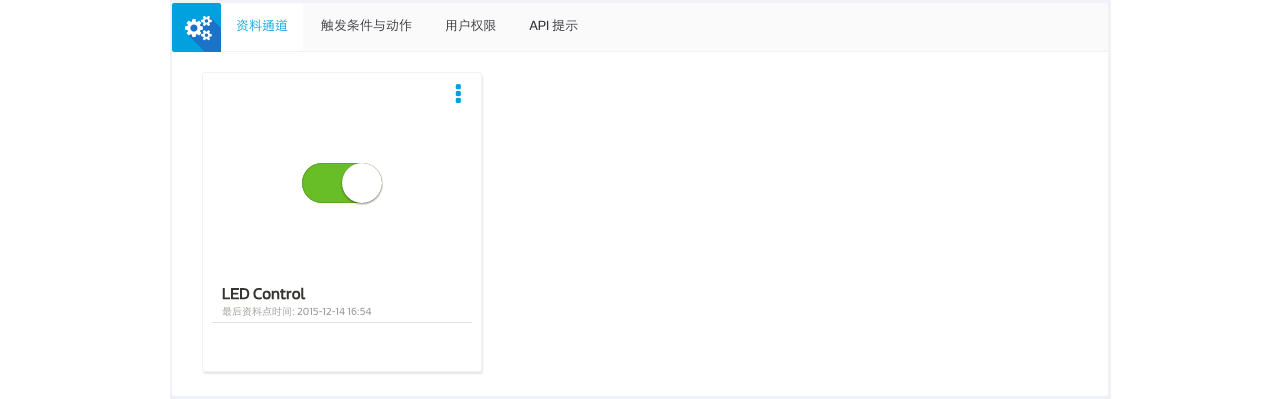 资料通道 触发条件与动作 用户权限 API 提示
LED Control
最后资料点时间: 2015-12-14 16:54